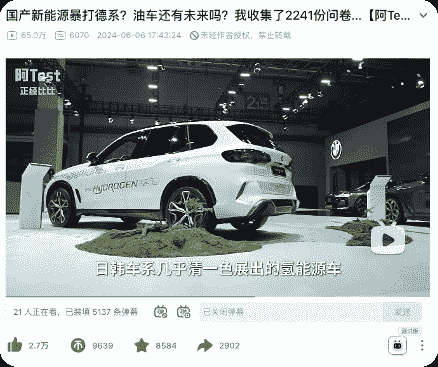 国产新能源暴打德系？油车还有未来吗？我收集了2241份问卷...【阿Te...
65.0万 6070 2024-06-06 17:43:24 未经作者授权，禁止转载
阿Test
正经比比
HYDROGEN
日韩车系几乎清一色展出的氢能源车
21 人正在看，已装填 5137 条弹幕 已关闭弹幕 发送
2.7万 9639 8584 2902